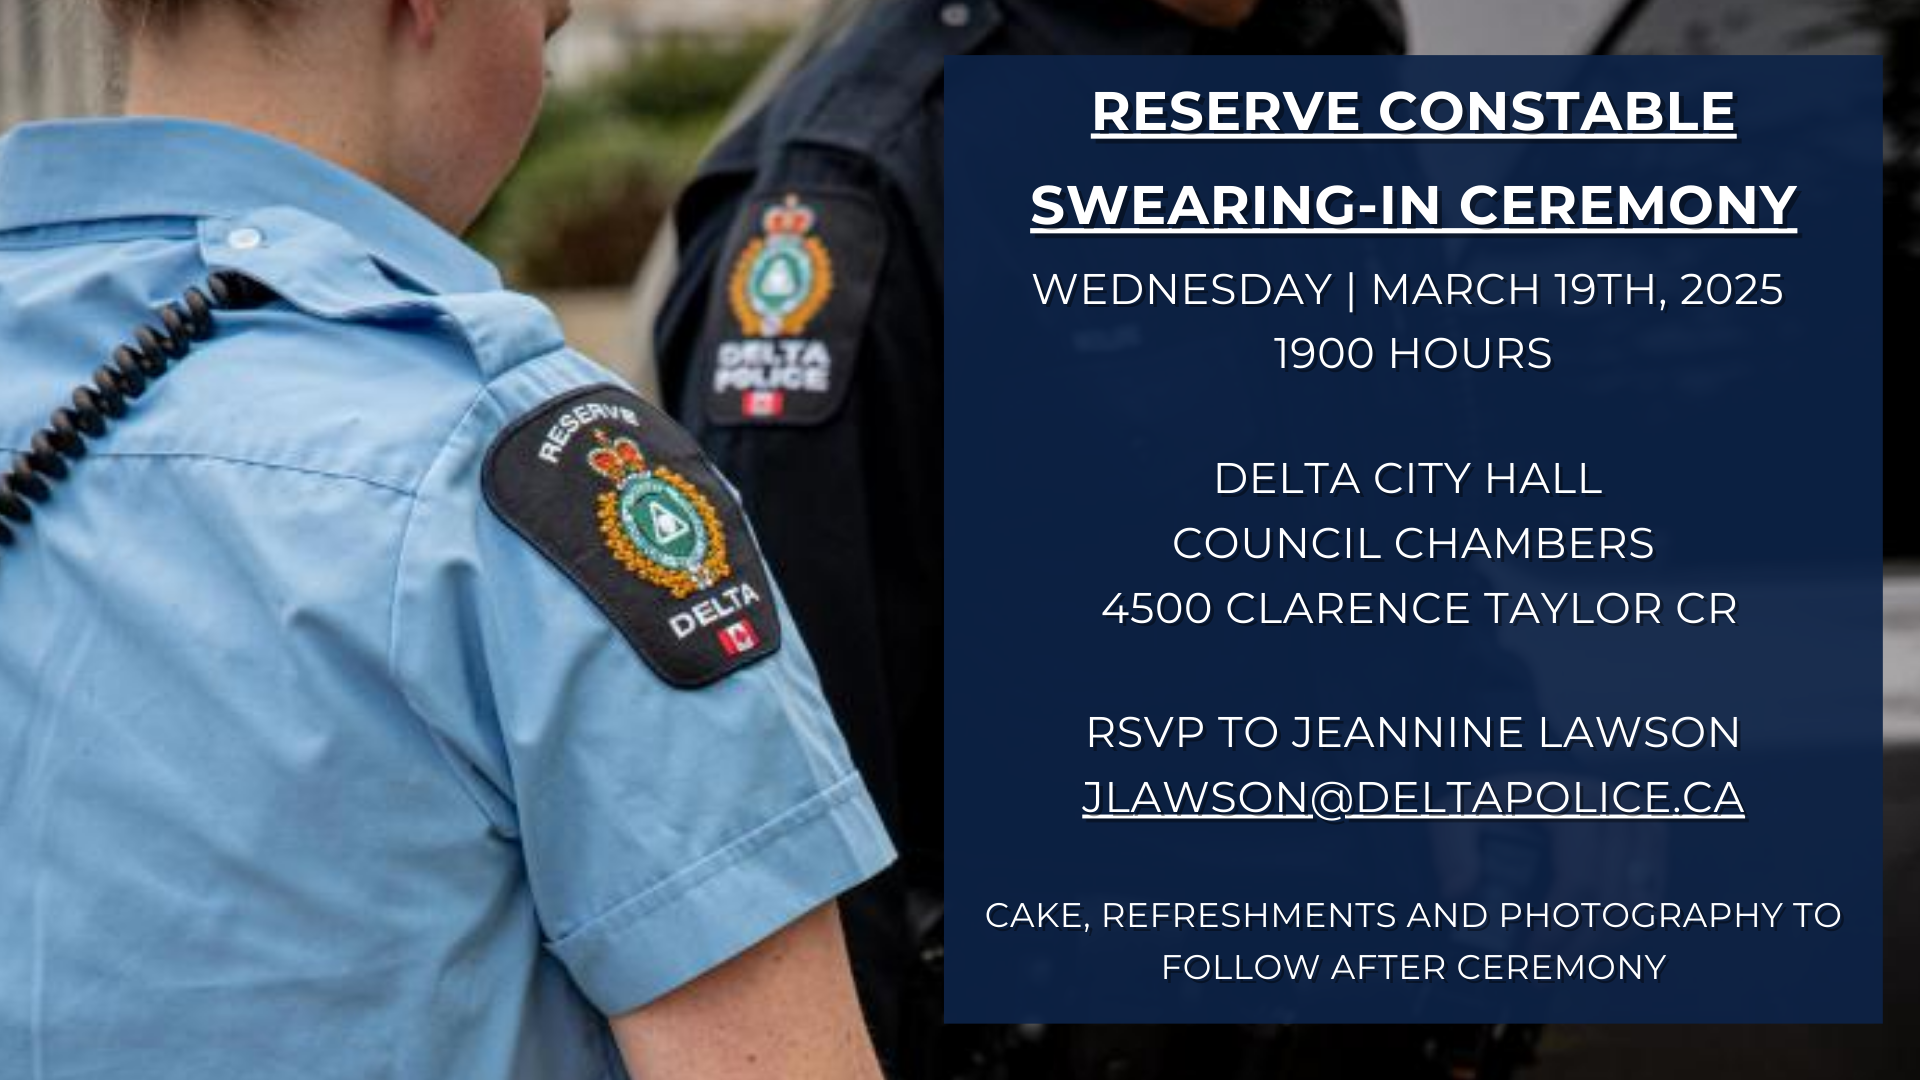 RESERVE CONSTABLE
SWEARING-IN CEREMONY
WEDNESDAY | MARCH 19TH, 2025
1900 HOURS
DELTA CITY HALL
COUNCIL CHAMBERS
4500 CLARENCE TAYLOR CR
RSVP TO JEANNINE LAWSON
JLAWSON@DELTAPOLICE.CA
CAKE, REFRESHMENTS AND PHOTOGRAPHY TO
FOLLOW AFTER CEREMONY
DELTA
POLICE
RESERVE
DELTA